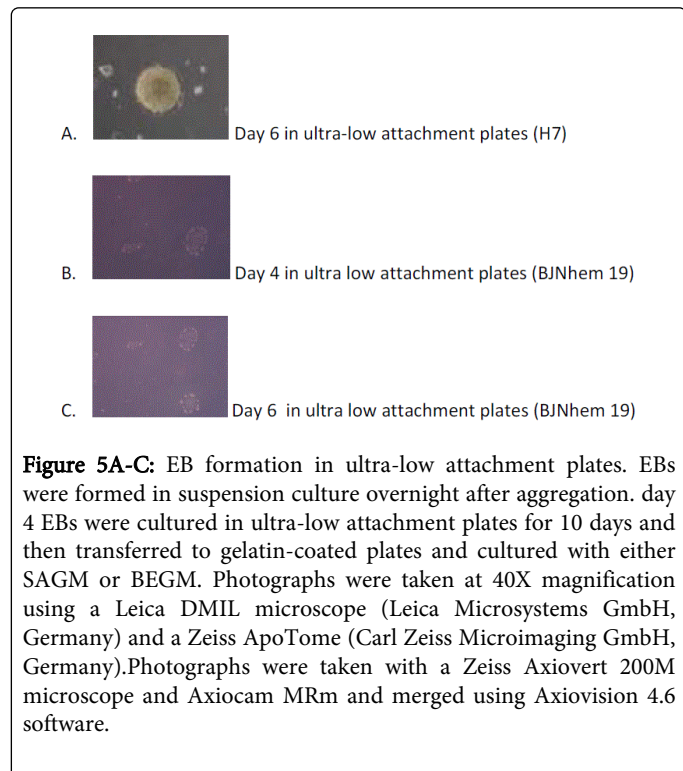 A. Day 6 in ultra-low attachment plates (H7)
B. Day 4 in ultra low attachment plates (BJNhem 19)
C. Day 6 in ultra low attachment plates (BJNhem 19)
Figure 5A-C: EB formation in ultra-low attachment plates. EBs
were formed in suspension culture overnight after aggregation. day
4 EBs were cultured in ultra-low attachment plates for 10 days and
then transferred to gelatin-coated plates and cultured with either
SAGM or BEGM. Photographs were taken at 40X magnification
using a Leica DMIL microscope (Leica Microsystems GmbH,
Germany) and a Zeiss ApoTome (Carl Zeiss Microimaging GmbH,
Germany).Photographs were taken with a Zeiss Axiovert 200M
microscope and Axiocam MRm and merged using Axiovision 4.6
software.